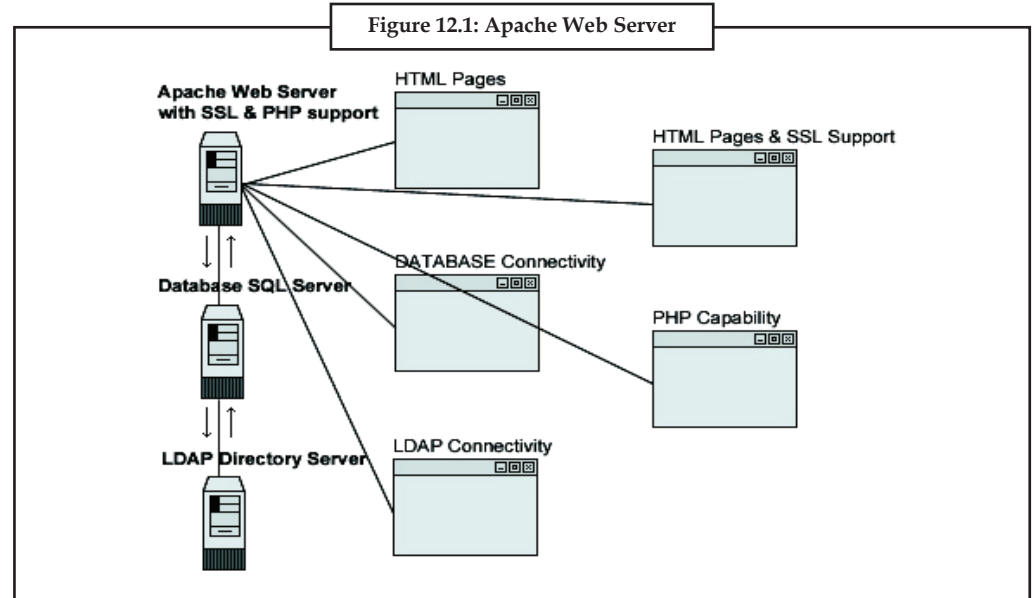 Figure 12.1: Apache Web Server
HTML Pages
Apache Web Server
with SSL & PHP support
HTML Pages & SSL Support
DATABASE Connectivity
Database SQL Server
PHP Capability
LDAP Connectivity
LDAP Directory Server